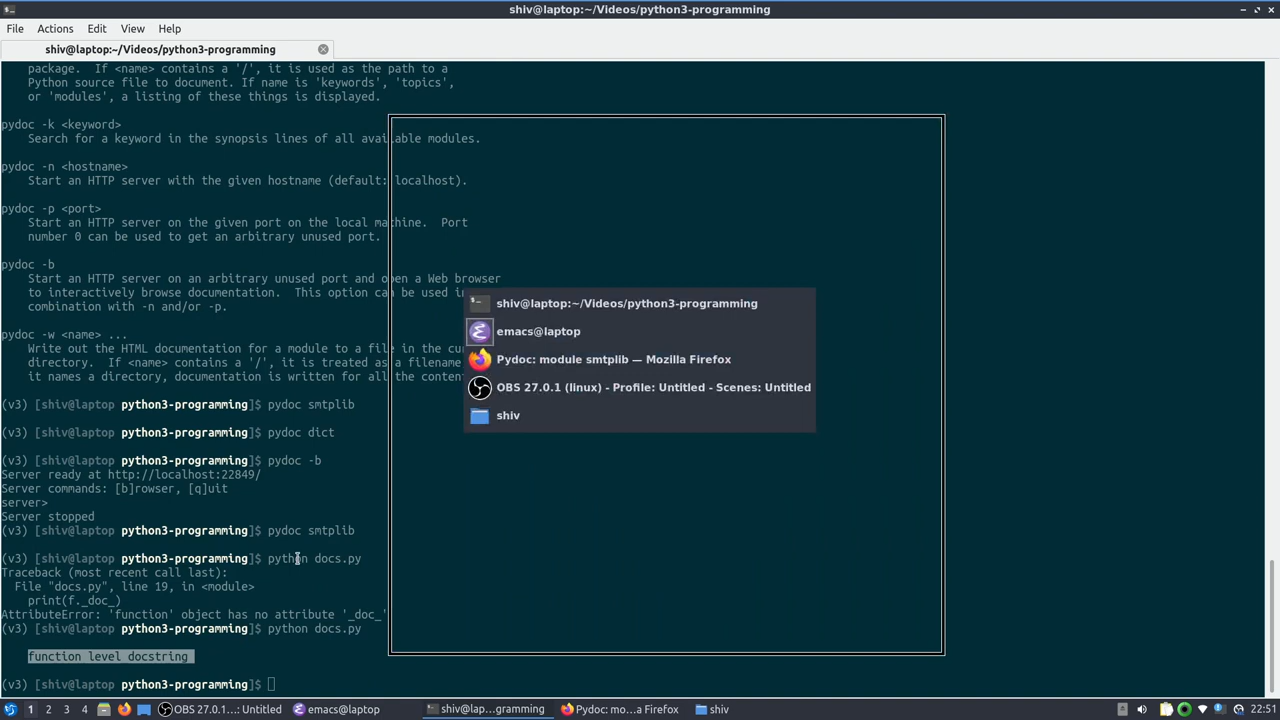 shiv@laptop:~/Videos/python3-programming
File Actions Edit View Help
shiv@laptop:~/Videos/python3-programming
package. If <name> contains a '/', it is used as the path to a
Python source file to document. If name is 'keywords', 'topics',
or 'modules', a listing of these things is displayed.
pydoc -k <keyword>
Search for a keyword in the synopsis lines of all available modules.
pydoc -n <hostname>
Start an HTTP server with the given hostname (default: localhost).
pydoc -p <port>
Start an HTTP server on the given port on the local machine. Port
number 0 can be used to get an arbitrary unused port.
pydoc -b
Start an HTTP server on an arbitrary unused port and open a Web browser
to interactively browse documentation. This option can be used in
combination with -n and/or -p.
pydoc -w <name> ...
Write out the HTML documentation for a module to a file in the cu
directory. If <name> contains a '/', it is treated as a filename
it names a directory, documentation is written for all the conten
shiv@laptop:~/Videos/python3-programming
emacs@laptop
Pydoc: module smtplib — Mozilla Firefox
OBS 27.0.1 (linux) - Profile: Untitled - Scenes: Untitled
shiv
(v3) [shiv@laptop python3-programming]$ pydoc smtplib
(v3) [shiv@laptop python3-programming]$ pydoc dict
(v3) [shiv@laptop python3-programming]$ pydoc -b
Server ready at http://localhost:22849/
Server commands: [b]rowser, [q]uit
server>
Server stopped
(v3) [shiv@laptop python3-programming]$ pydoc smtplib
(v3) [shiv@laptop python3-programming]$ python docs.py
Traceback (most recent call last):
File "docs.py", line 19, in <module>
print(f._doc_)
AttributeError: 'function' object has no attribute '_doc_'
(v3) [shiv@laptop python3-programming]$ python docs.py
function level docstring
(v3) [shiv@laptop python3-programming]$
1 2 3 4 OBS 27.0.1...: Untitled emacs@laptop shiv@lap...gramming Pydoc: mo...a Firefox shiv 22:51